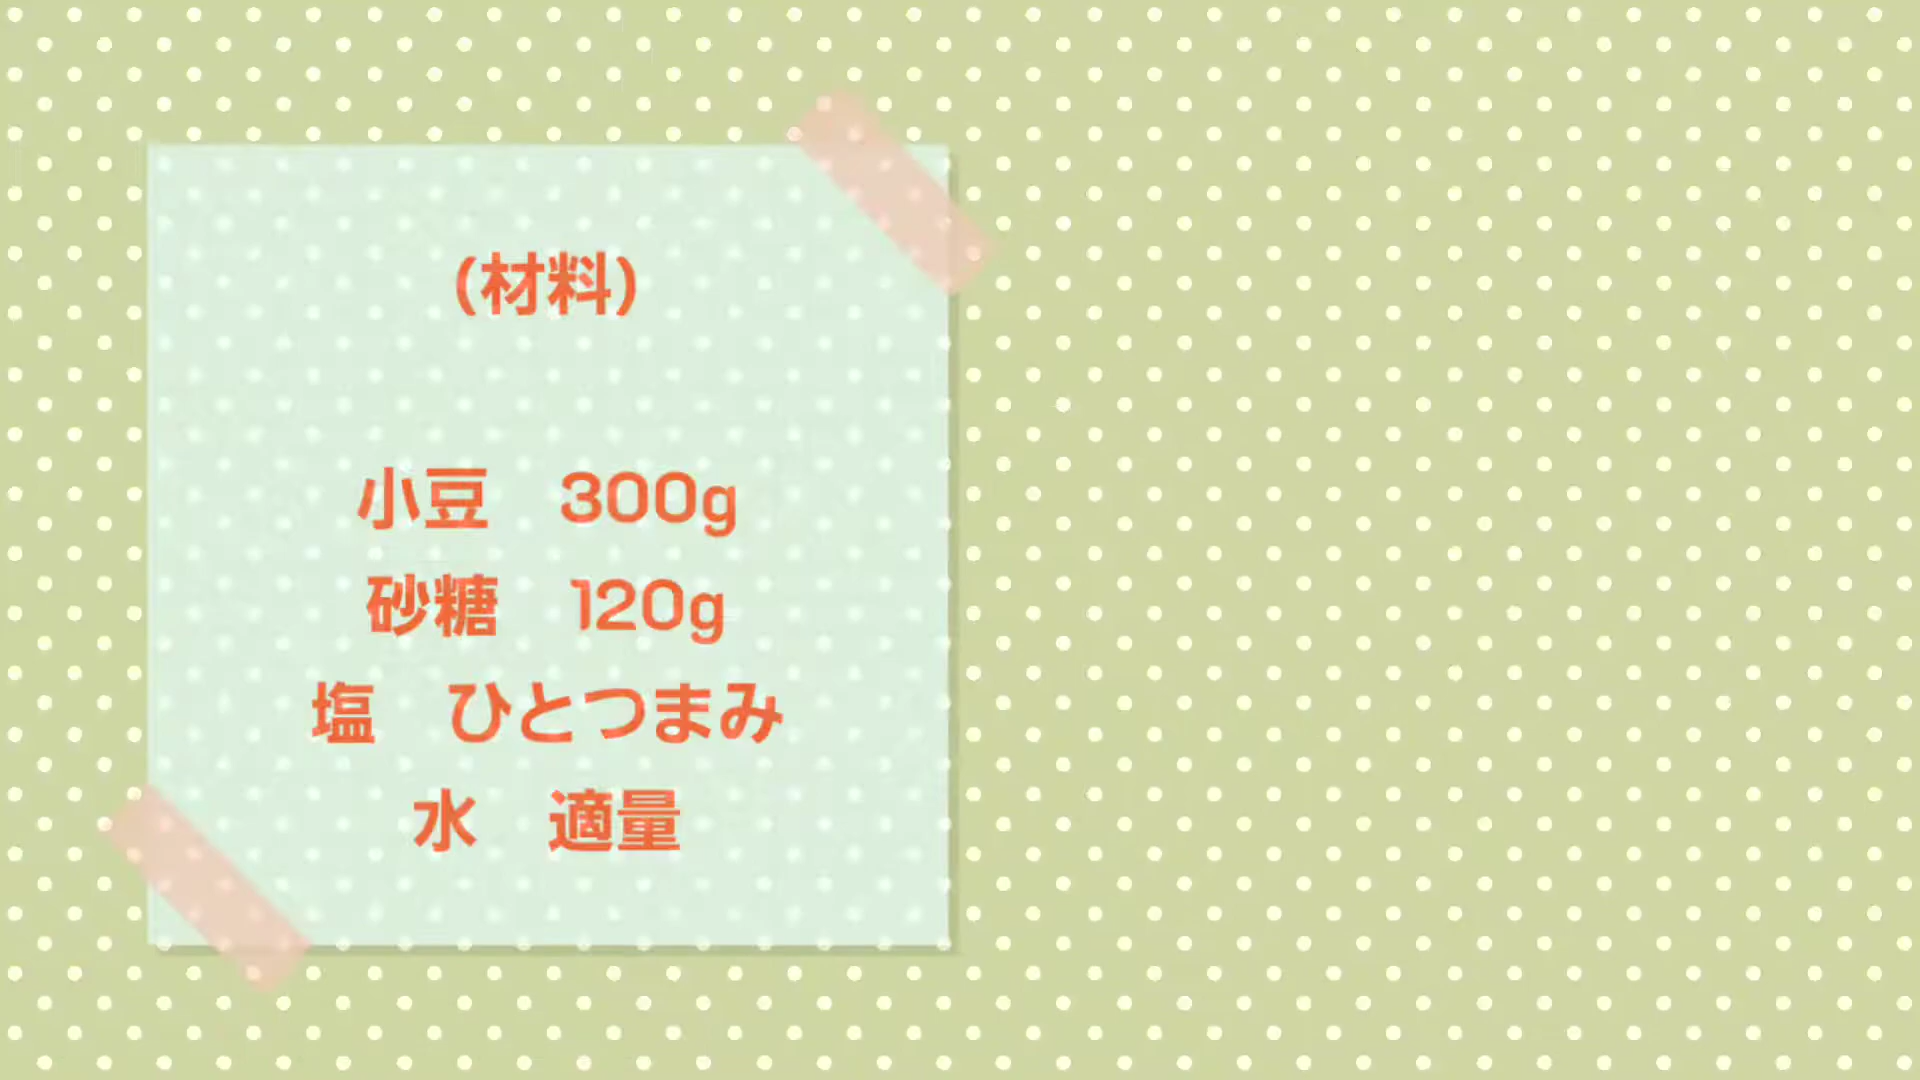 (材料)
小豆　300g
砂糖　120g
塩　ひとつまみ
水　適量